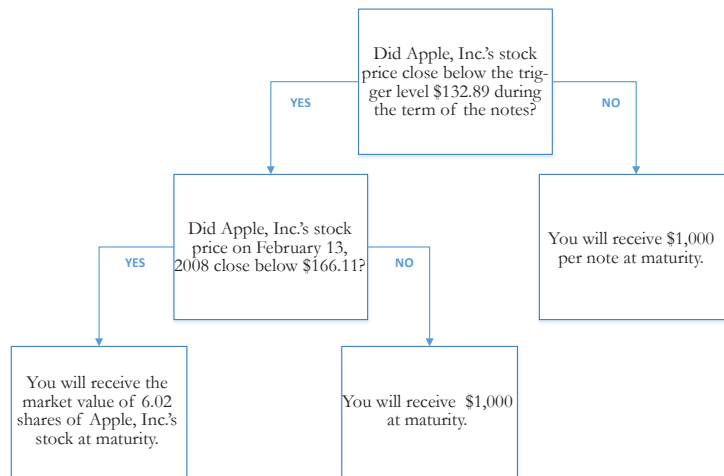 Did Apple, Inc.'s stock
price close below the trig-
ger level $132.89 during
the term of the notes?
YES
NO
Did Apple, Inc.'s stock
price on February 13,
2008 close below $166.11?
You will receive $1,000
per note at maturity.
YES
NO
You will receive the
market value of 6.02
shares of Apple, Inc.'s
stock at maturity.
You will receive $1,000
at maturity.